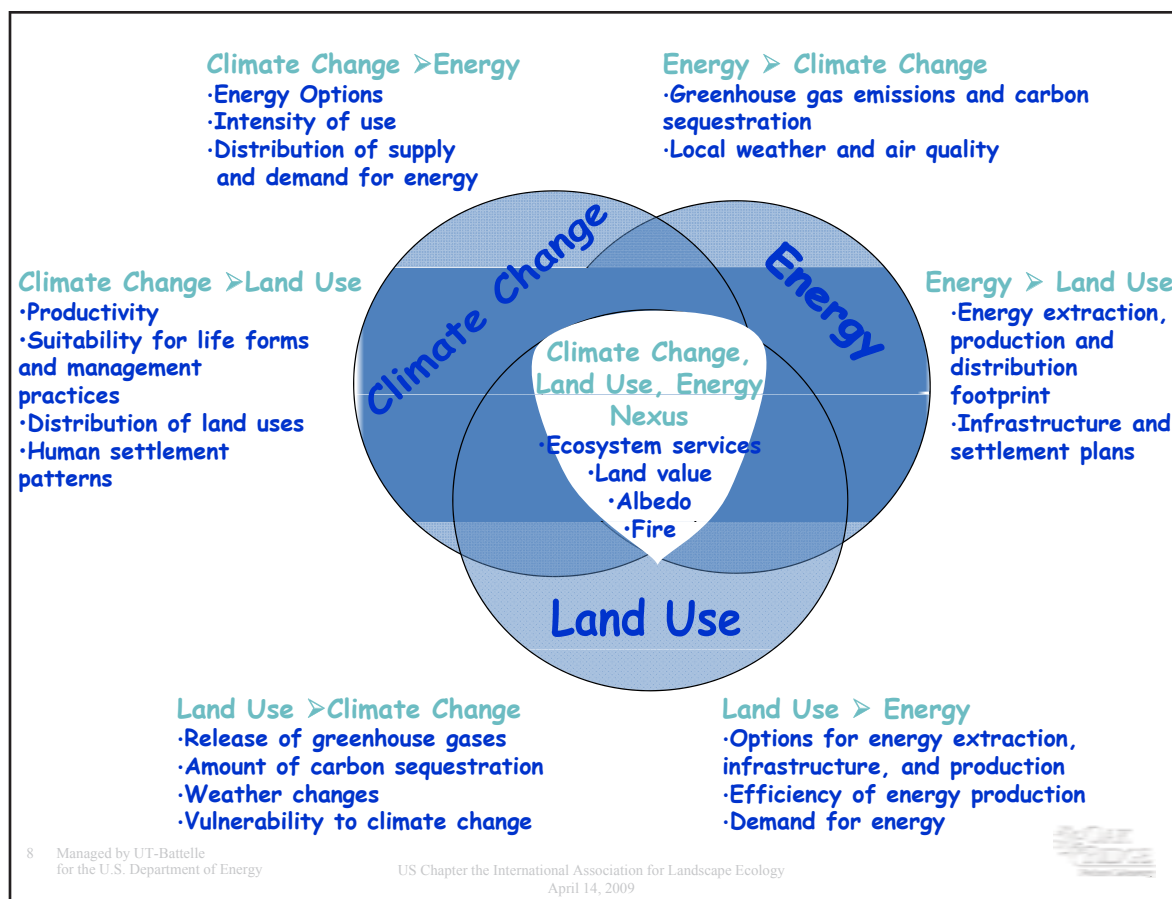 Climate Change ➢Energy
·Energy Options
·Intensity of use
·Distribution of supply
and demand for energy
Energy ➢ Climate Change
·Greenhouse gas emissions and carbon
sequestration
·Local weather and air quality
Climate Change
Energy
Climate Change ➢Land Use
·Productivity
·Suitability for life forms
and management
practices
·Distribution of land uses
·Human settlement
patterns
Energy ➢ Land Use
·Energy extraction,
production and
distribution
footprint
·Infrastructure and
settlement plans
Climate Change,
Land Use, Energy
Nexus
·Ecosystem services
·Land value
·Albedo
·Fire
Land Use
Land Use ➢Climate Change
·Release of greenhouse gases
·Amount of carbon sequestration
·Weather changes
·Vulnerability to climate change
Land Use ➢ Energy
·Options for energy extraction,
infrastructure, and production
·Efficiency of energy production
·Demand for energy
8 Managed by UT-Battelle
for the U.S. Department of Energy
US Chapter the International Association for Landscape Ecology
April 14, 2009
OAK
RIDGE